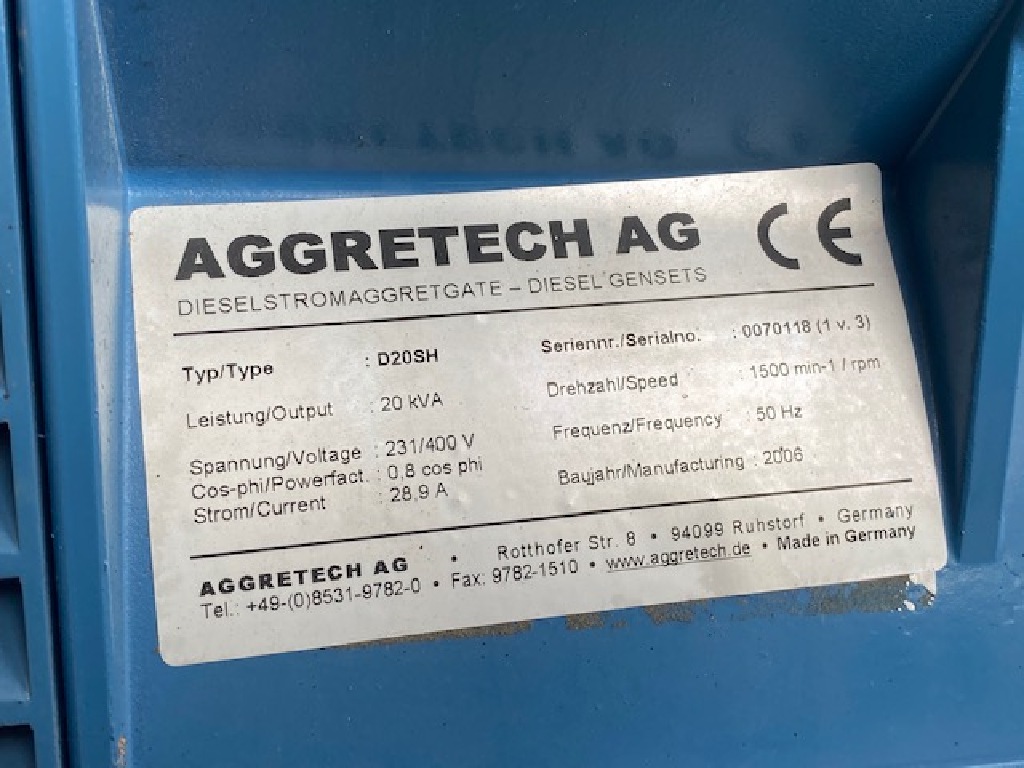 AGGRETECH AG CE
DIESELSTROMAGGRETGATE – DIESEL GENSETS
Typ/Type : D20SH Seriennr./Serialno. : 0070118 (1 v. 3)
Leistung/Output : 20 kVA Drehzahl/Speed : 1500 min-1 / rpm
Spannung/Voltage : 231/400 V Frequenz/Frequency : 50 Hz
Cos-phi/Powerfact. : 0,8 cos phi Baujahr/Manufacturing : 2006
Strom/Current : 28,9 A
AGGRETECH AG • Rotthofer Str. 8 • 94099 Ruhstorf • Germany
Tel.: +49-(0)8531-9782-0 • Fax: 9782-1510 • www.aggretech.de • Made in Germany